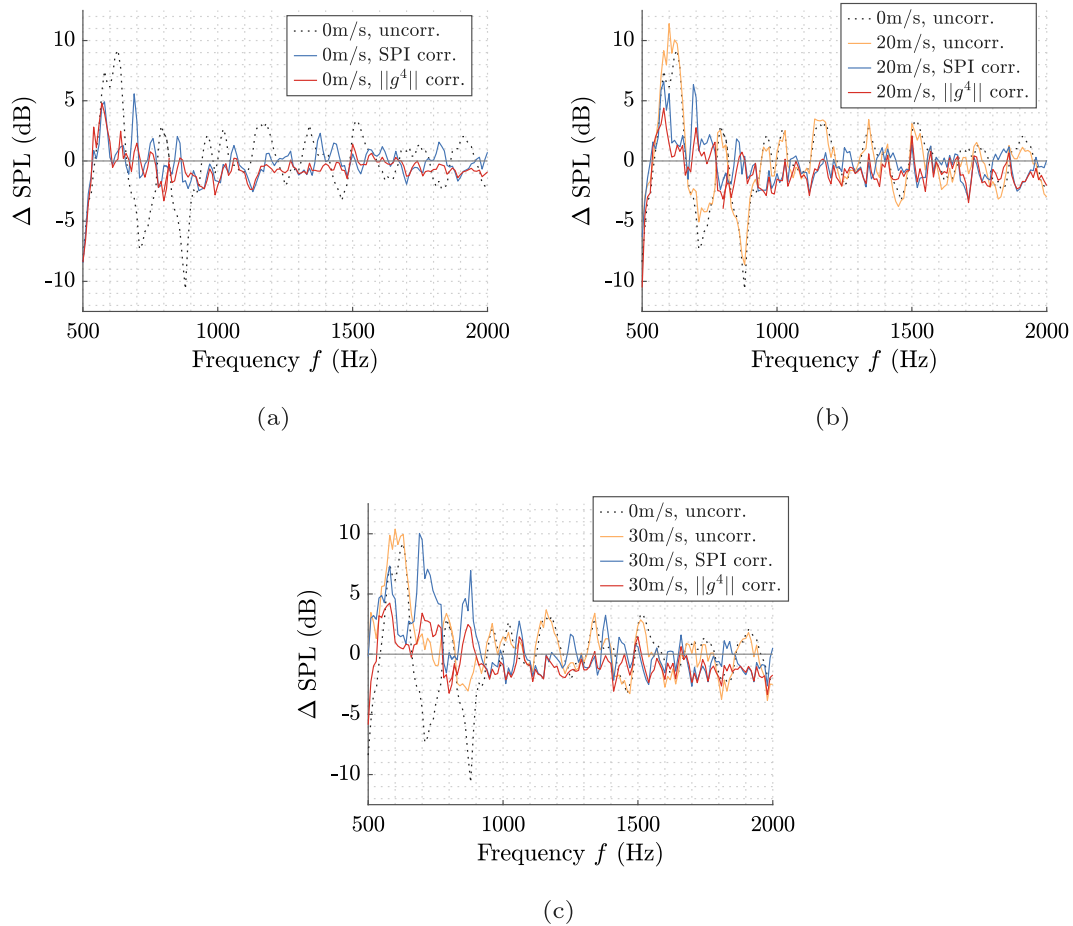 0m/s, uncorr.
0m/s, SPI corr.
0m/s, ||g⁴|| corr.
10
5
0
-5
-10
Δ SPL (dB)
500
1000
1500
2000
Frequency f (Hz)
(a)
0m/s, uncorr.
20m/s, uncorr.
20m/s, SPI corr.
20m/s, ||g⁴|| corr.
10
5
0
-5
-10
Δ SPL (dB)
500
1000
1500
2000
Frequency f (Hz)
(b)
0m/s, uncorr.
30m/s, uncorr.
30m/s, SPI corr.
30m/s, ||g⁴|| corr.
10
5
0
-5
-10
Δ SPL (dB)
500
1000
1500
2000
Frequency f (Hz)
(c)